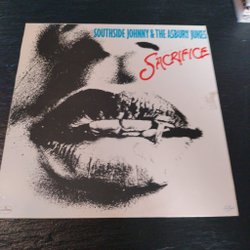 SOUTHSIDE JOHNNY & THE ASBURY JUKES
SACRIFICE